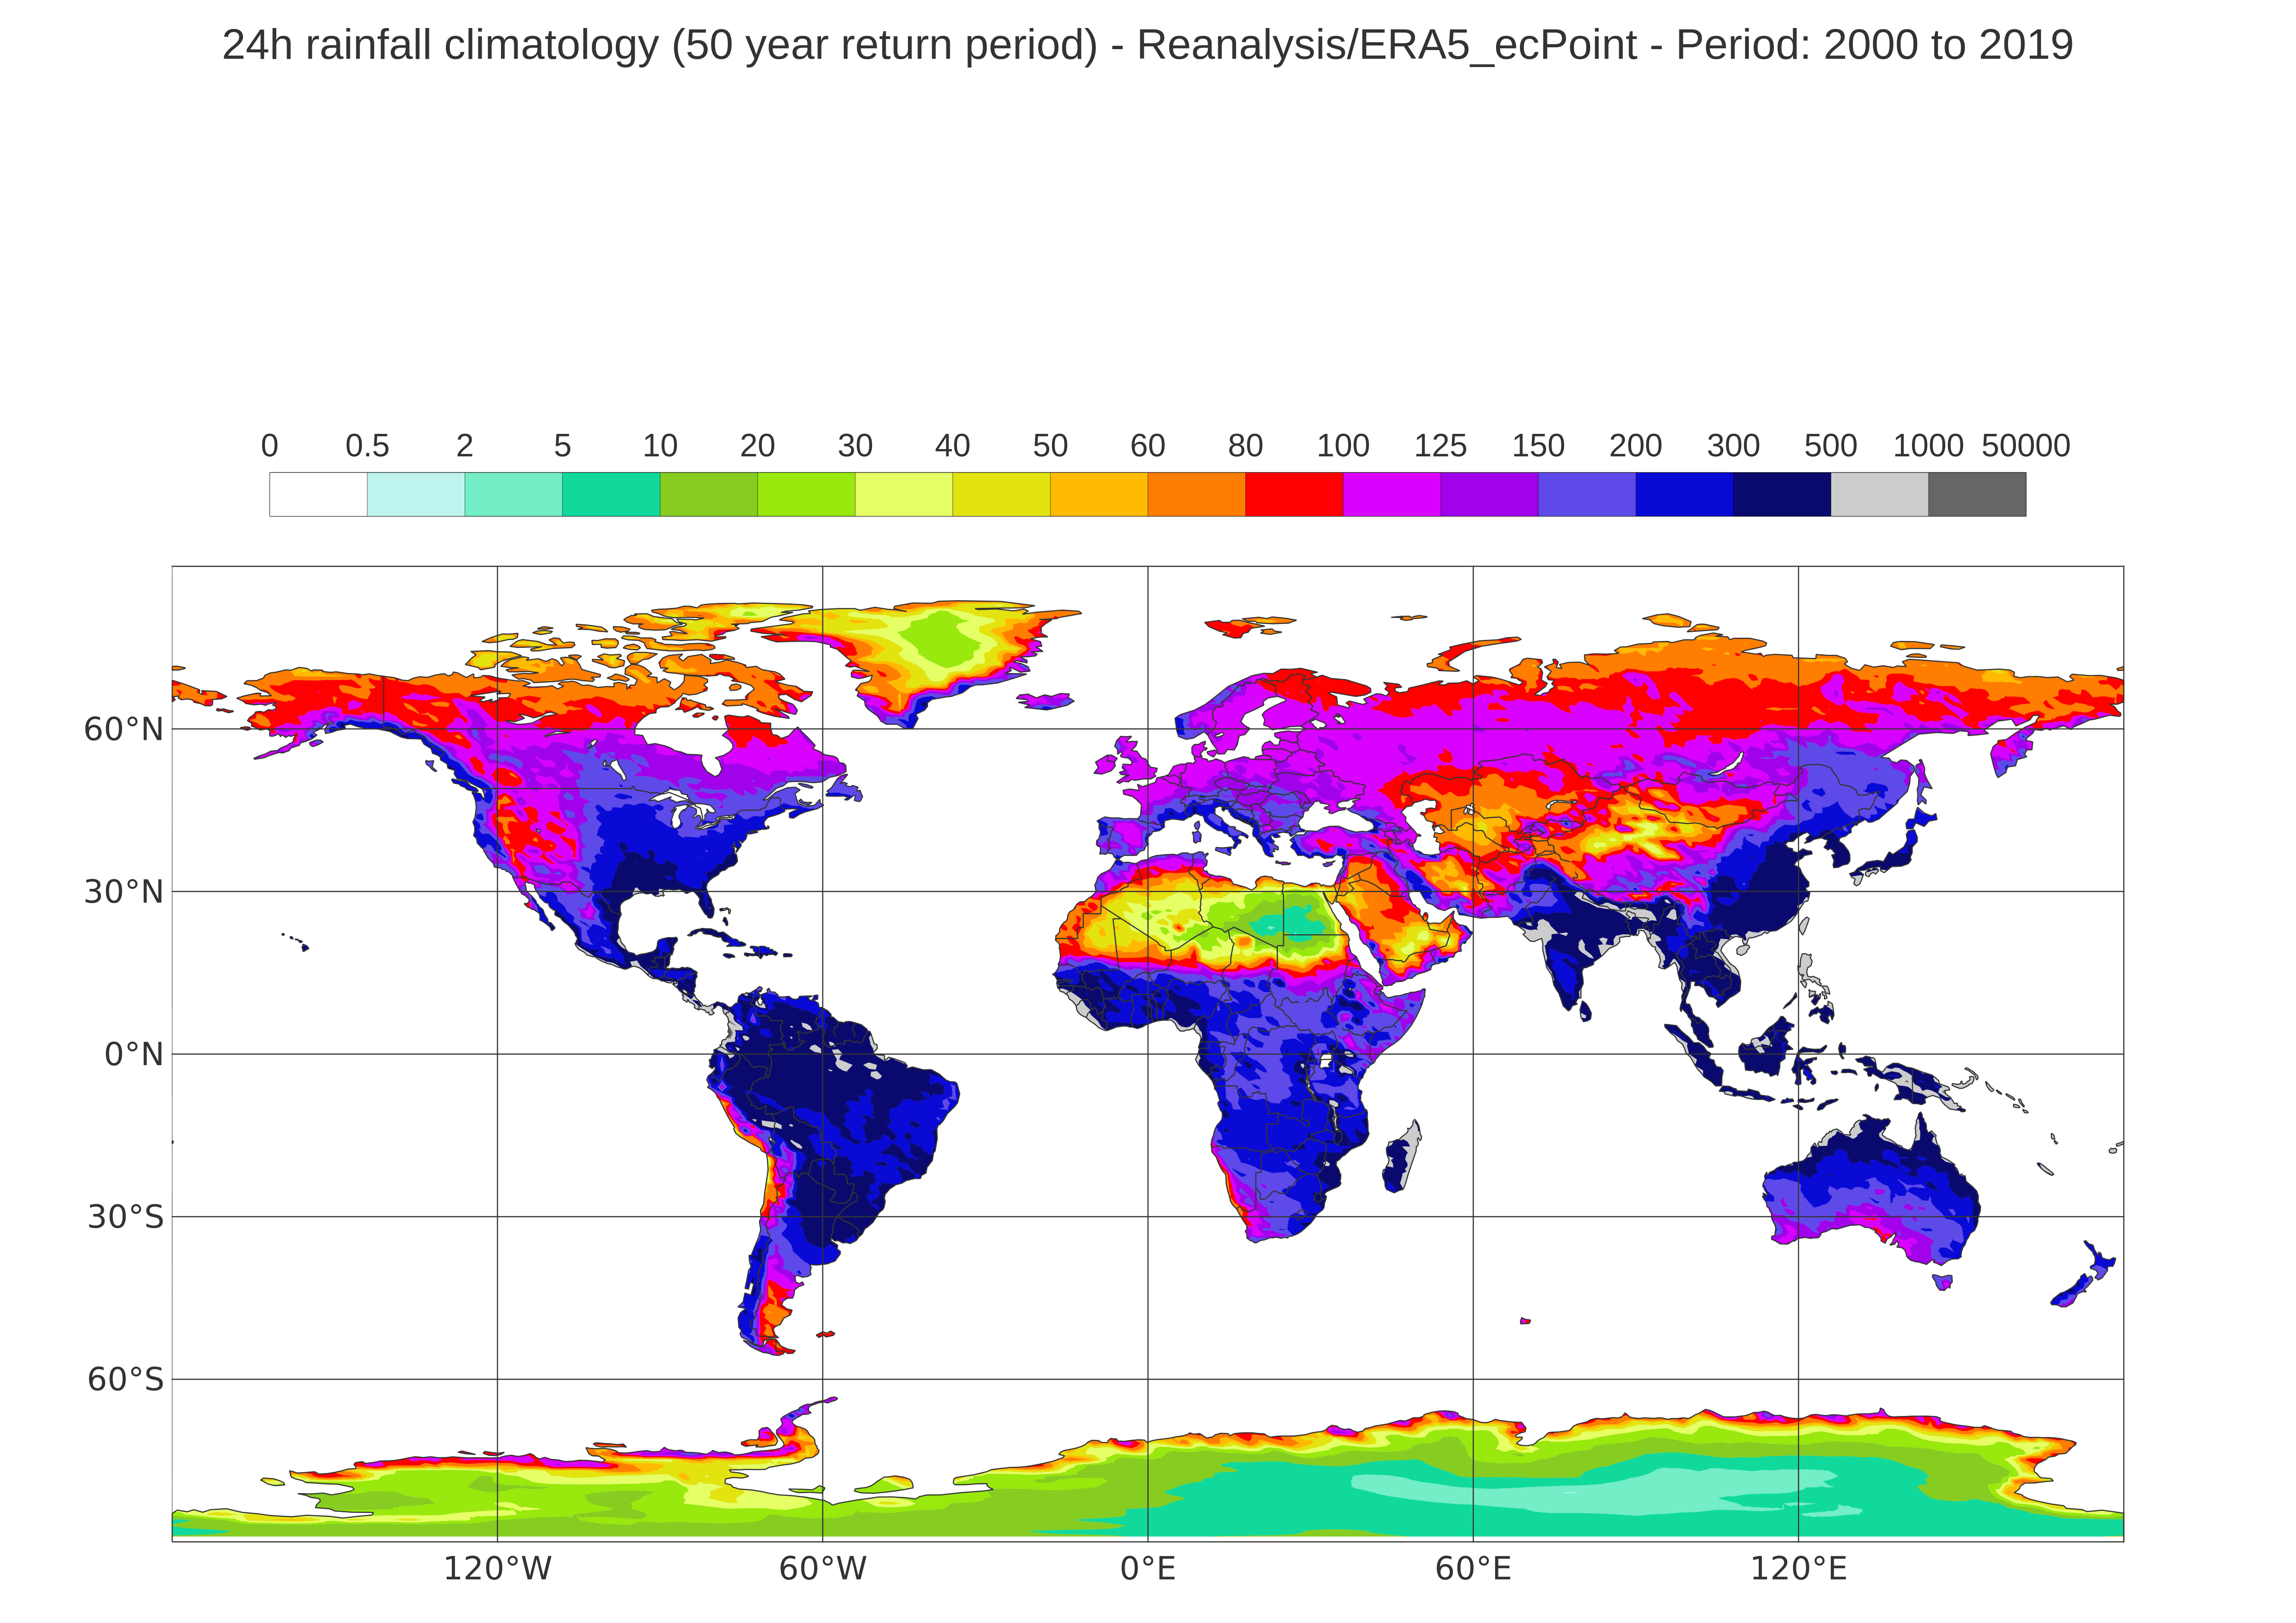 24h rainfall climatology (50 year return period) - Reanalysis/ERA5_ecPoint - Period: 2000 to 2019
0 0.5 2 5 10 20 30 40 50 60 80 100 125 150 200 300 500 1000 50000
60°N
30°N
0°N
30°S
60°S
120°W 60°W 0°E 60°E 120°E